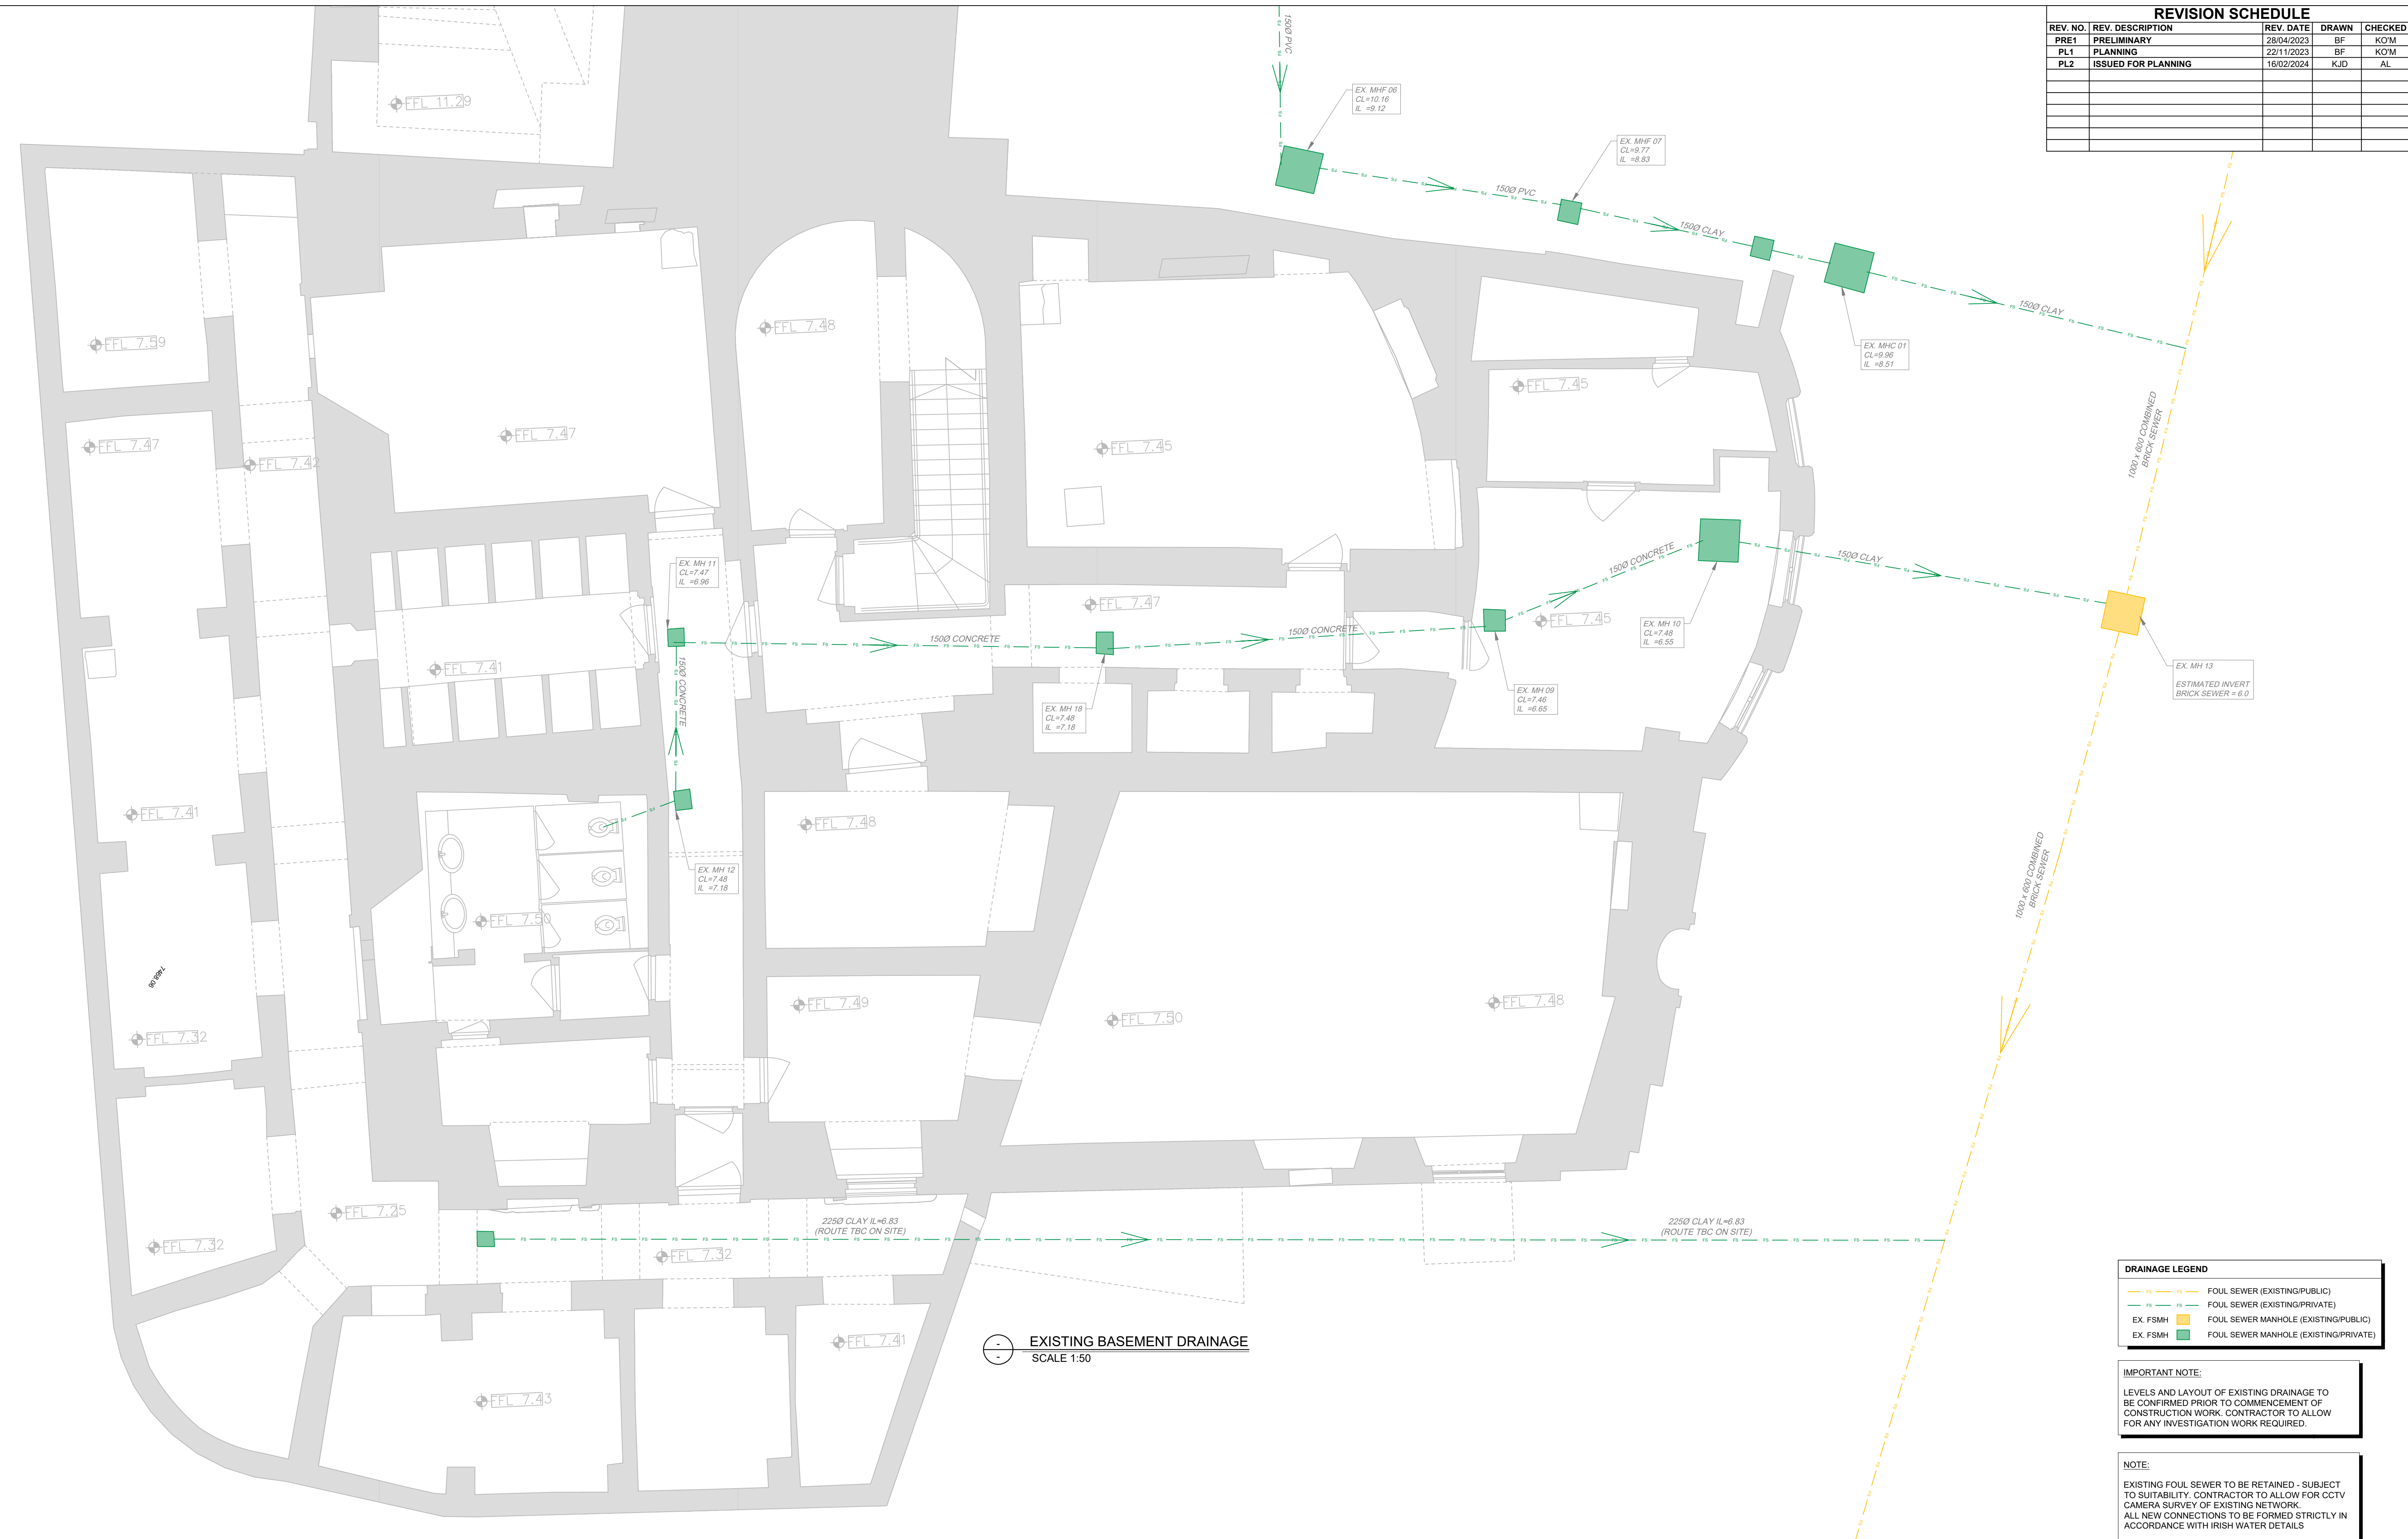 REVISION SCHEDULE
REV. NO. REV. DESCRIPTION REV. DATE DRAWN CHECKED
PRE1 PRELIMINARY 28/04/2023 BF KO'M
PL1 PLANNING 22/11/2023 BF KO'M
PL2 ISSUED FOR PLANNING 16/02/2024 KJD AL
150Ø PVC
FFL 11.29
EX. MHF 06
CL=10.16
IL =9.12
EX. MHF 07
CL=9.77
IL =8.83
150Ø PVC
150Ø CLAY
150Ø CLAY
EX. MHC 01
CL=9.96
IL =8.51
FFL 7.59
FFL 7.48
FFL 7.45
FFL 7.47
FFL 7.42
FFL 7.47
FFL 7.45
1000 x 600 COMBINED
BRICK SEWER
EX. MH 11
CL=7.47
IL =6.96
150Ø CONCRETE
150Ø CLAY
FFL 7.47
FFL 7.45
150Ø CONCRETE
150Ø CONCRETE
EX. MH 10
CL=7.48
IL =6.55
FFL 7.41
150Ø CONCRETE
EX. MH 13
ESTIMATED INVERT
BRICK SEWER = 6.0
EX. MH 18
CL=7.48
IL =7.18
EX. MH 09
CL=7.46
IL =6.65
FFL 7.41
FFL 7.48
EX. MH 12
CL=7.48
IL =7.18
1000 x 600 COMBINED
BRICK SEWER
FFL 7.50
7468.06
FFL 7.49
FFL 7.50
FFL 7.48
FFL 7.32
FFL 7.25
225Ø CLAY IL=6.83
(ROUTE TBC ON SITE)
225Ø CLAY IL=6.83
(ROUTE TBC ON SITE)
FFL 7.32
FFL 7.32
FFL 7.41
FFL 7.43
-
-
EXISTING BASEMENT DRAINAGE
SCALE 1:50
DRAINAGE LEGEND
FS FS FOUL SEWER (EXISTING/PUBLIC)
FS FS FOUL SEWER (EXISTING/PRIVATE)
EX. FSMH FOUL SEWER MANHOLE (EXISTING/PUBLIC)
EX. FSMH FOUL SEWER MANHOLE (EXISTING/PRIVATE)
IMPORTANT NOTE:
LEVELS AND LAYOUT OF EXISTING DRAINAGE TO
BE CONFIRMED PRIOR TO COMMENCEMENT OF
CONSTRUCTION WORK. CONTRACTOR TO ALLOW
FOR ANY INVESTIGATION WORK REQUIRED.
NOTE:
EXISTING FOUL SEWER TO BE RETAINED - SUBJECT
TO SUITABILITY. CONTRACTOR TO ALLOW FOR CCTV
CAMERA SURVEY OF EXISTING NETWORK.
ALL NEW CONNECTIONS TO BE FORMED STRICTLY IN
ACCORDANCE WITH IRISH WATER DETAILS